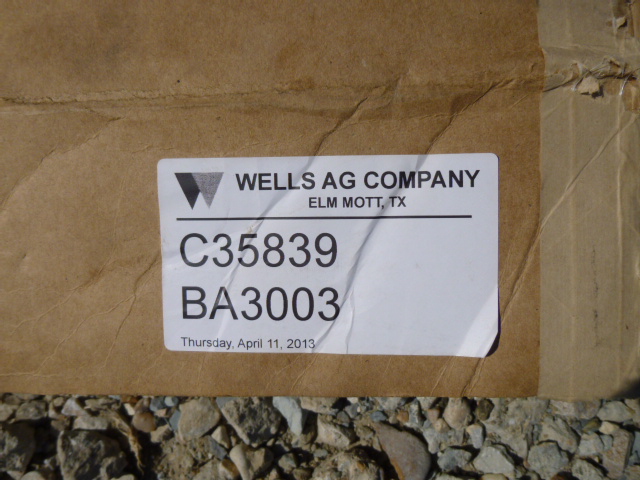 WELLS AG COMPANY
ELM MOTT, TX
C35839
BA3003
Thursday, April 11, 2013